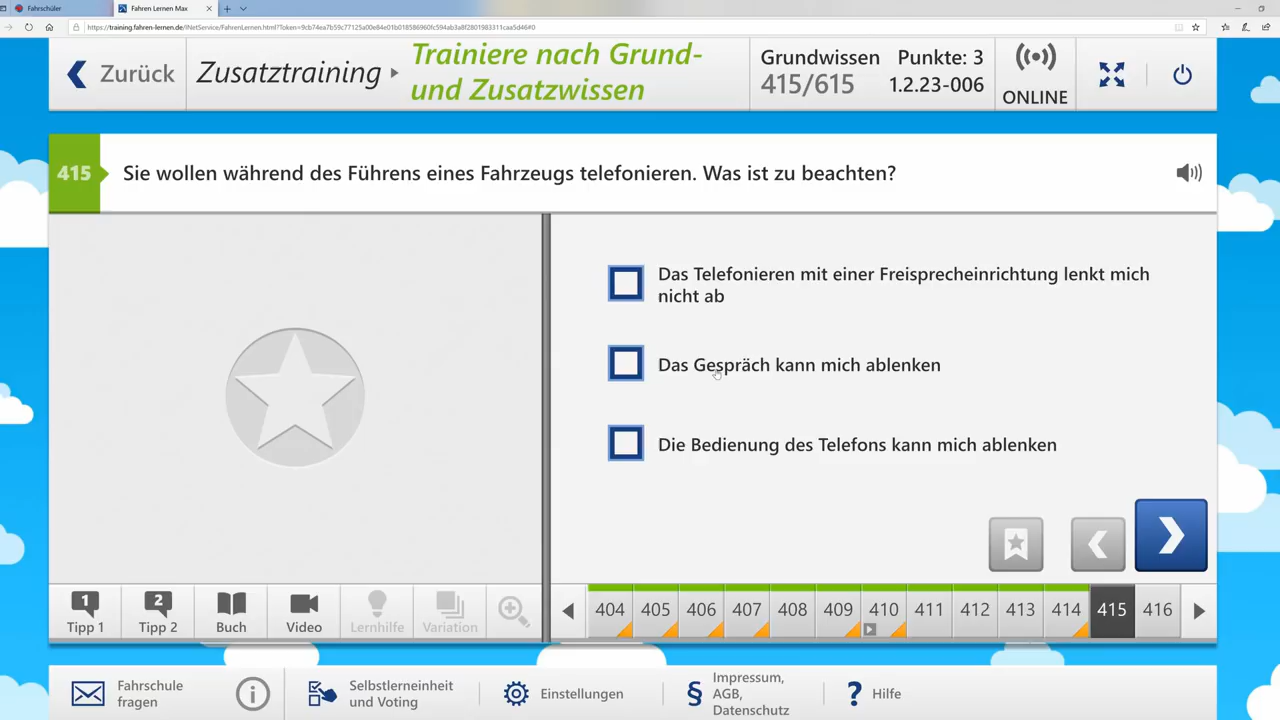 Fahrschüler
Fahren Lernen Max
Zurück
Zusatztraining
Trainiere nach Grund-
und Zusatzwissen
Grundwissen
415/615
Punkte: 3
1.2.23-006
ONLINE
415
Sie wollen während des Führens eines Fahrzeugs telefonieren. Was ist zu beachten?
Das Telefonieren mit einer Freisprecheinrichtung lenkt mich
nicht ab
Das Gespräch kann mich ablenken
Die Bedienung des Telefons kann mich ablenken
1
Tipp 1
2
Tipp 2
Buch
Video
Lernhilfe
Variation
404 405 406 407 408 409 410 411 412 413 414 415 416
Fahrschule
fragen
Selbstlerneinheit
und Voting
Einstellungen
§
Impressum,
AGB,
Datenschutz
?
Hilfe